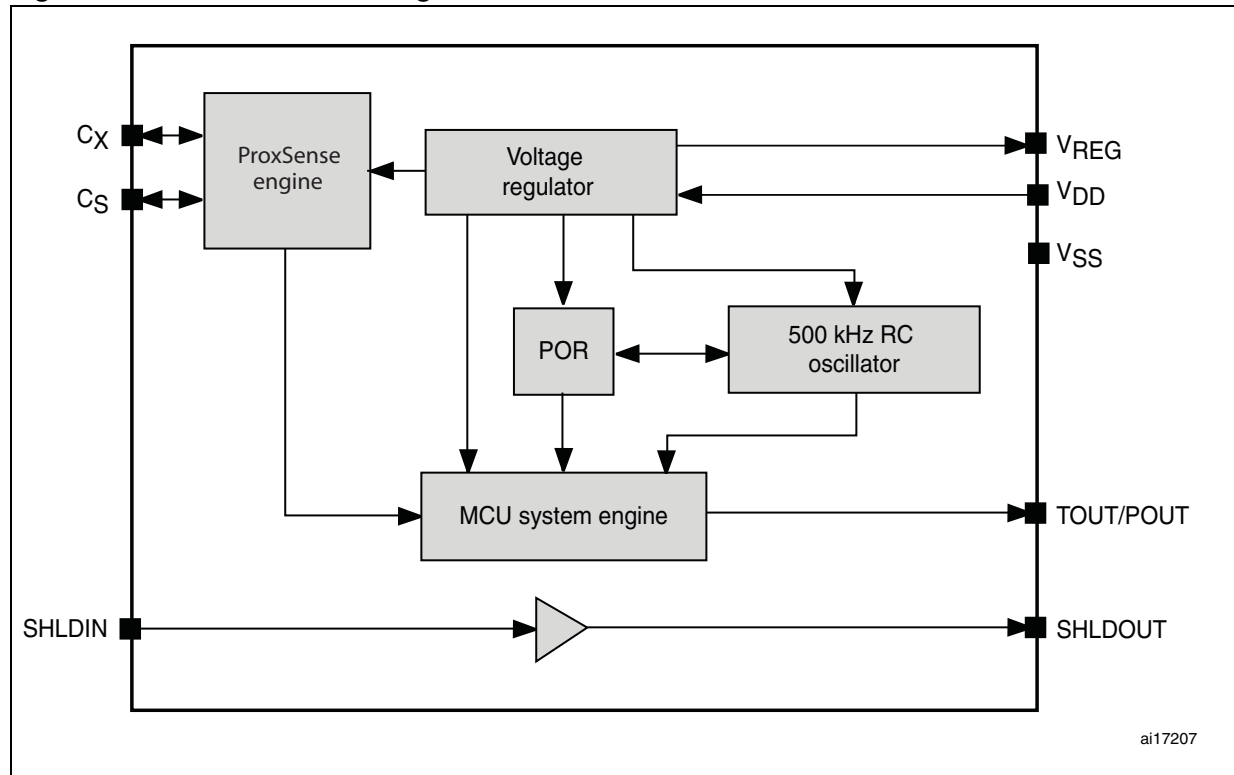 CX
CS
ProxSense
engine
Voltage
regulator
VREG
VDD
VSS
POR
500 kHz RC
oscillator
MCU system engine
TOUT/POUT
SHLDIN
SHLDOUT
ai17207